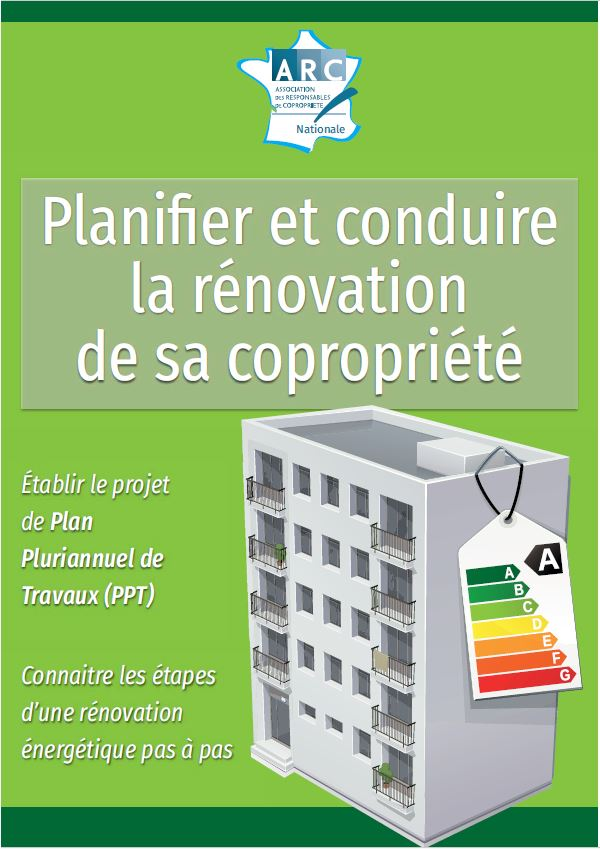 ARC
ASSOCIATION
DES RESPONSABLES
DE COPROPRIÉTÉ
Nationale
Planifier et conduire
la rénovation
de sa copropriété
Établir le projet
de Plan
Pluriannuel de
Travaux (PPT)
Connaitre les étapes
d’une rénovation
énergétique pas à pas
A
A
B
C
D
E
F
G